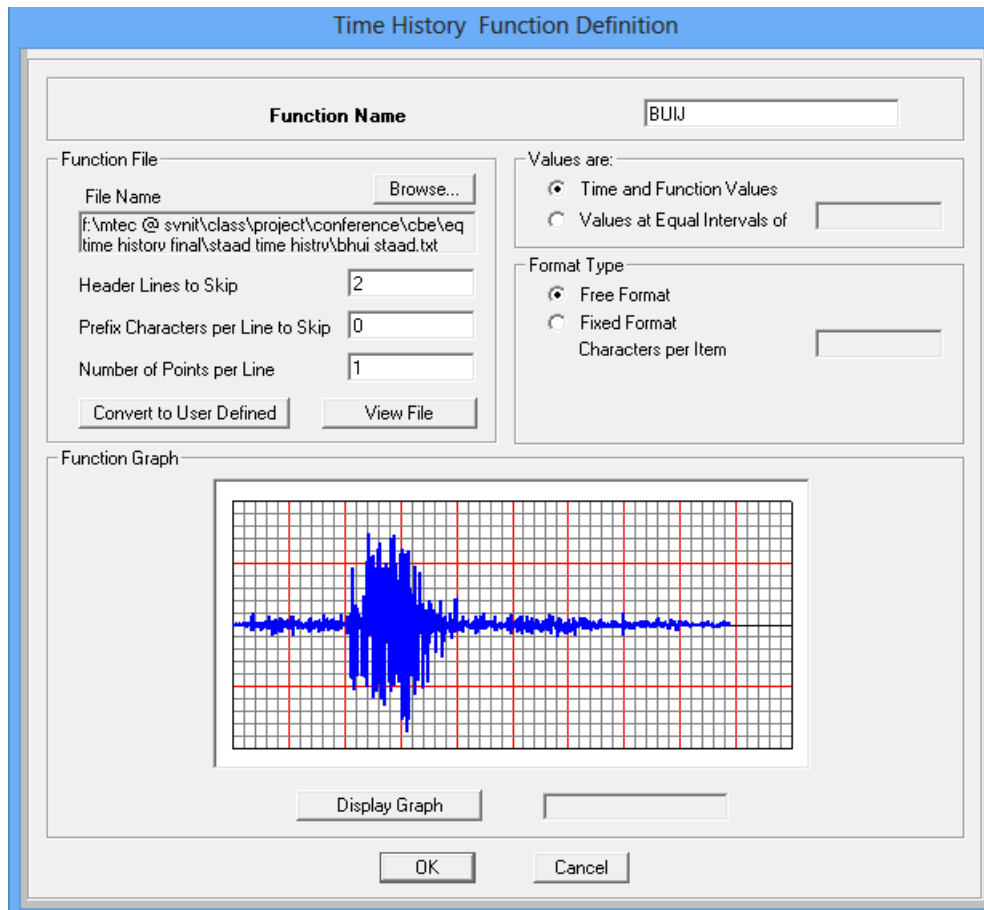 Time History Function Definition
Function Name
BUIJ
Function File
File Name
Browse...
f:\mtec @ svnit\class\project\conference\cbe\eq
time history final\staad time histry\bhuj staad.txt
Header Lines to Skip
2
Prefix Characters per Line to Skip
0
Number of Points per Line
1
Convert to User Defined
View File
Values are:
Time and Function Values
Values at Equal Intervals of
Format Type
Free Format
Fixed Format
Characters per Item
Function Graph
Display Graph
OK
Cancel